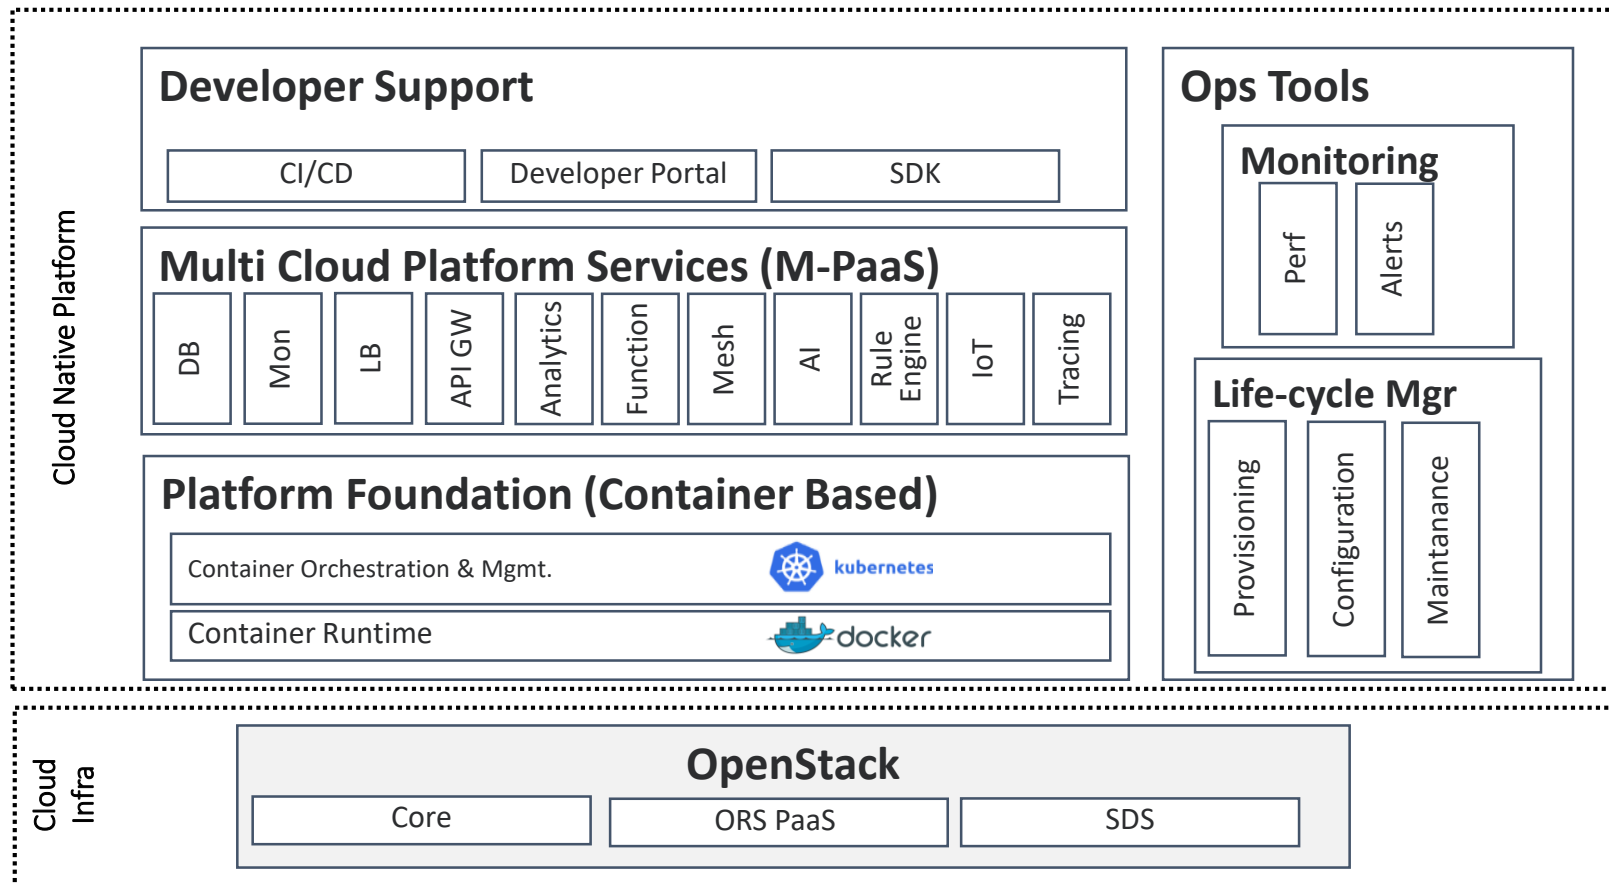 Cloud Native Platform
Developer Support
CI/CD
Developer Portal
SDK
Multi Cloud Platform Services (M-PaaS)
DB
Mon
LB
API GW
Analytics
Function
Mesh
AI
Rule
Engine
IoT
Tracing
Platform Foundation (Container Based)
Container Orchestration & Mgmt.
kubernetes
Container Runtime
docker
Ops Tools
Monitoring
Perf
Alerts
Life-cycle Mgr
Provisioning
Configuration
Maintanance
Cloud
Infra
OpenStack
Core
ORS PaaS
SDS